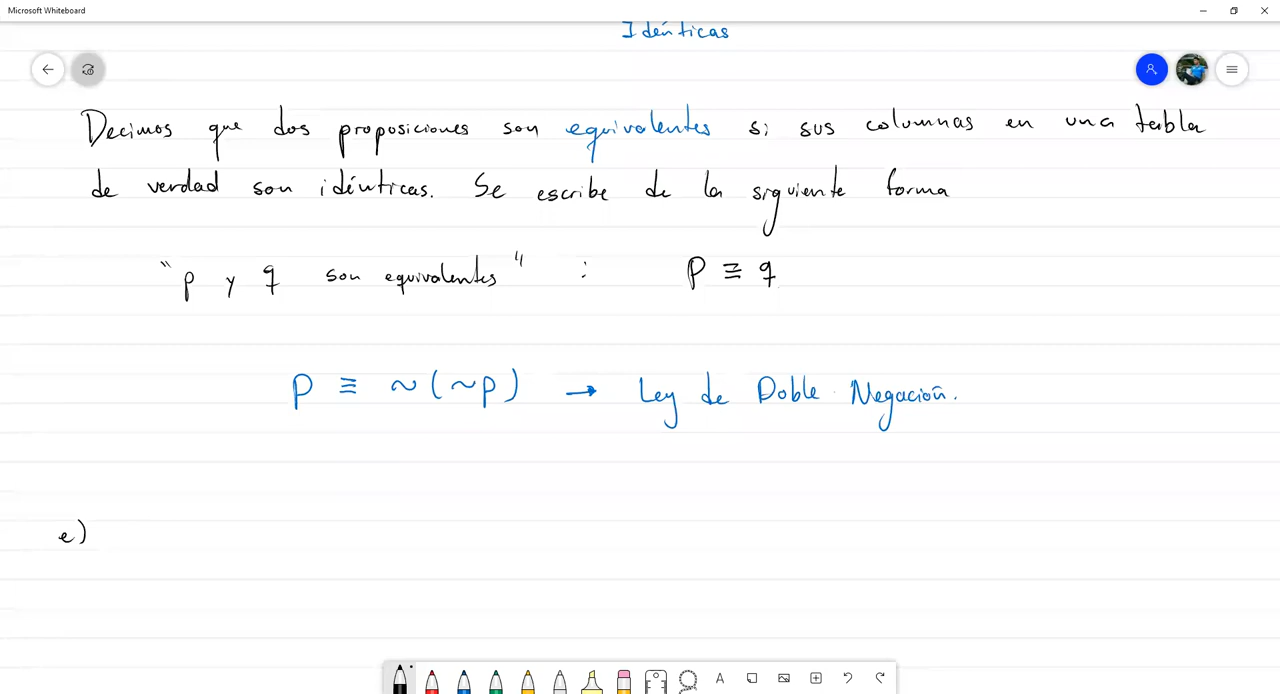 Microsoft Whiteboard
Idénticas
Decimos que dos proposiciones son equivalentes si sus columnas en una tabla
de verdad son idénticas. Se escribe de la siguiente forma
"p y q son equivalentes" : p ≡ q
p ≡ ~(~p) → Ley de Doble Negación.
e)
A